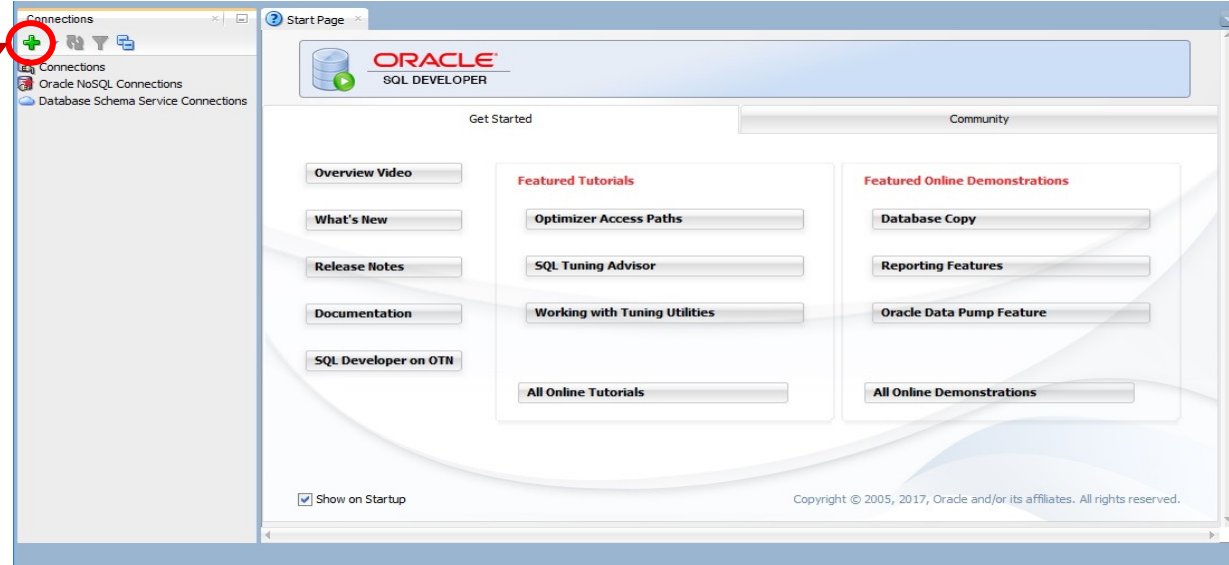 Connections
Start Page
Connections
Oracle NoSQL Connections
Database Schema Service Connections
ORACLE
SQL DEVELOPER
Get Started
Community
Overview Video
What's New
Release Notes
Documentation
SQL Developer on OTN
Featured Tutorials
Optimizer Access Paths
SQL Tuning Advisor
Working with Tuning Utilities
All Online Tutorials
Featured Online Demonstrations
Database Copy
Reporting Features
Oracle Data Pump Feature
All Online Demonstrations
Show on Startup
Copyright © 2005, 2017, Oracle and/or its affiliates. All rights reserved.